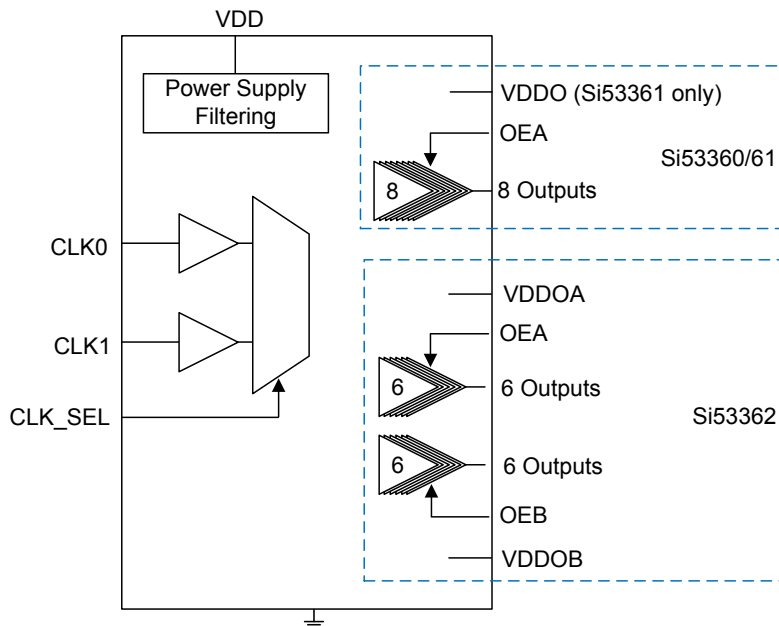 VDD
Power Supply
Filtering
VDDO (Si53361 only)
OEA
Si53360/61
8
8 Outputs
CLK0
VDDOA
OEA
CLK1
6
6 Outputs
CLK_SEL
Si53362
6
6 Outputs
OEB
VDDOB